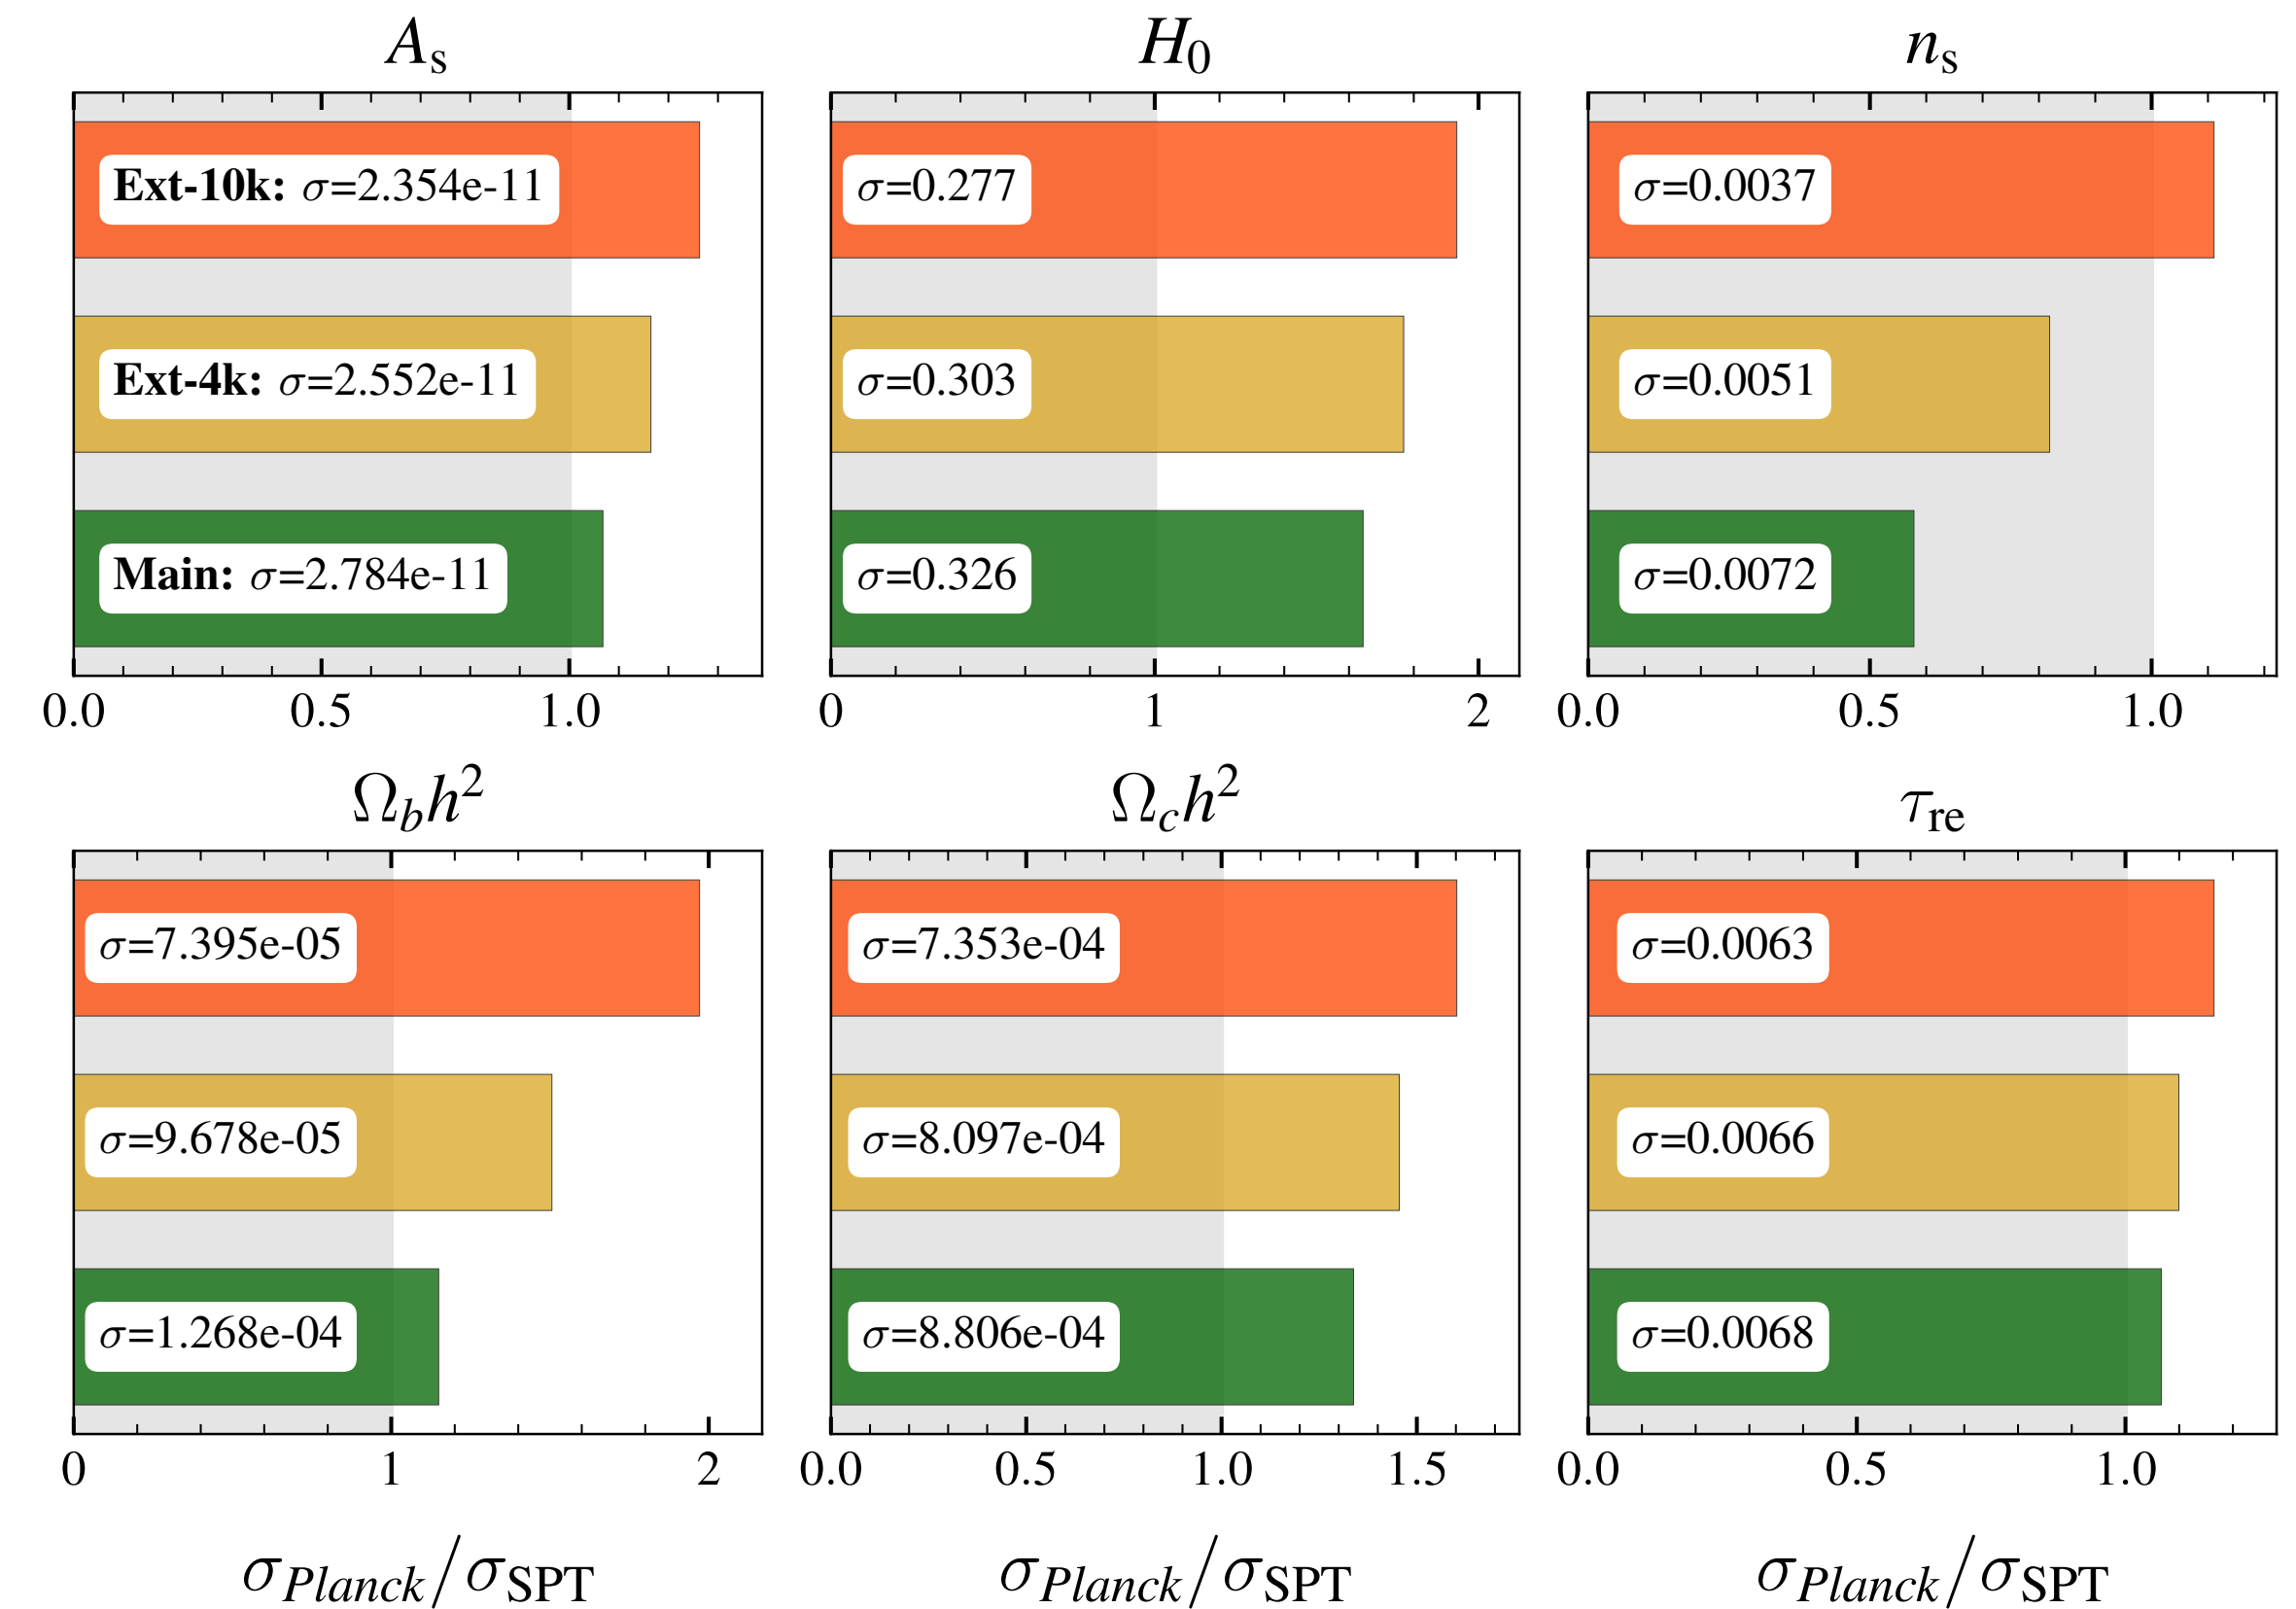 A_s
Ext-10k: σ=2.354e-11
Ext-4k: σ=2.552e-11
Main: σ=2.784e-11
0.0 0.5 1.0
H_0
σ=0.277
σ=0.303
σ=0.326
0 1 2
n_s
σ=0.0037
σ=0.0051
σ=0.0072
0.0 0.5 1.0
Ω_b h²
σ=7.395e-05
σ=9.678e-05
σ=1.268e-04
0 1 2
σ_Planck/σ_SPT
Ω_c h²
σ=7.353e-04
σ=8.097e-04
σ=8.806e-04
0.0 0.5 1.0 1.5
σ_Planck/σ_SPT
τ_re
σ=0.0063
σ=0.0066
σ=0.0068
0.0 0.5 1.0
σ_Planck/σ_SPT